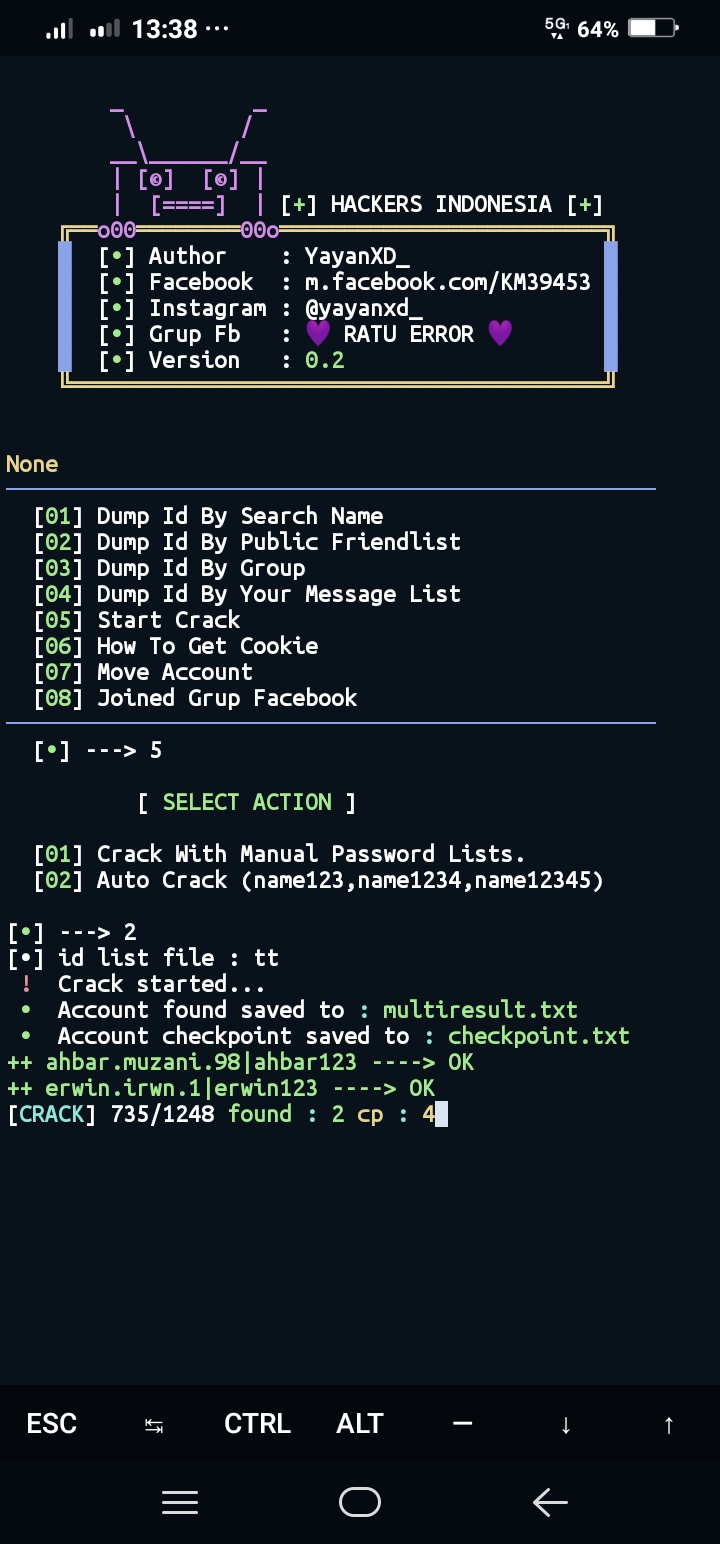 13:38 ...
5G 64%
[+] HACKERS INDONESIA [+]
[•] Author : YayanXD_
[•] Facebook : m.facebook.com/KM39453
[•] Instagram : @yayanxd_
[•] Grup Fb : 💜 RATU ERROR 💜
[•] Version : 0.2
None
[01] Dump Id By Search Name
[02] Dump Id By Public Friendlist
[03] Dump Id By Group
[04] Dump Id By Your Message List
[05] Start Crack
[06] How To Get Cookie
[07] Move Account
[08] Joined Grup Facebook
[•] ---> 5
[ SELECT ACTION ]
[01] Crack With Manual Password Lists.
[02] Auto Crack (name123,name1234,name12345)
[•] ---> 2
[•] id list file : tt
! Crack started...
• Account found saved to : multiresult.txt
• Account checkpoint saved to : checkpoint.txt
++ ahbar.muzani.98|ahbar123 ----> OK
++ erwin.irwn.1|erwin123 ----> OK
[CRACK] 735/1248 found : 2 cp : 4
ESC ⇆ CTRL ALT — ↓ ↑